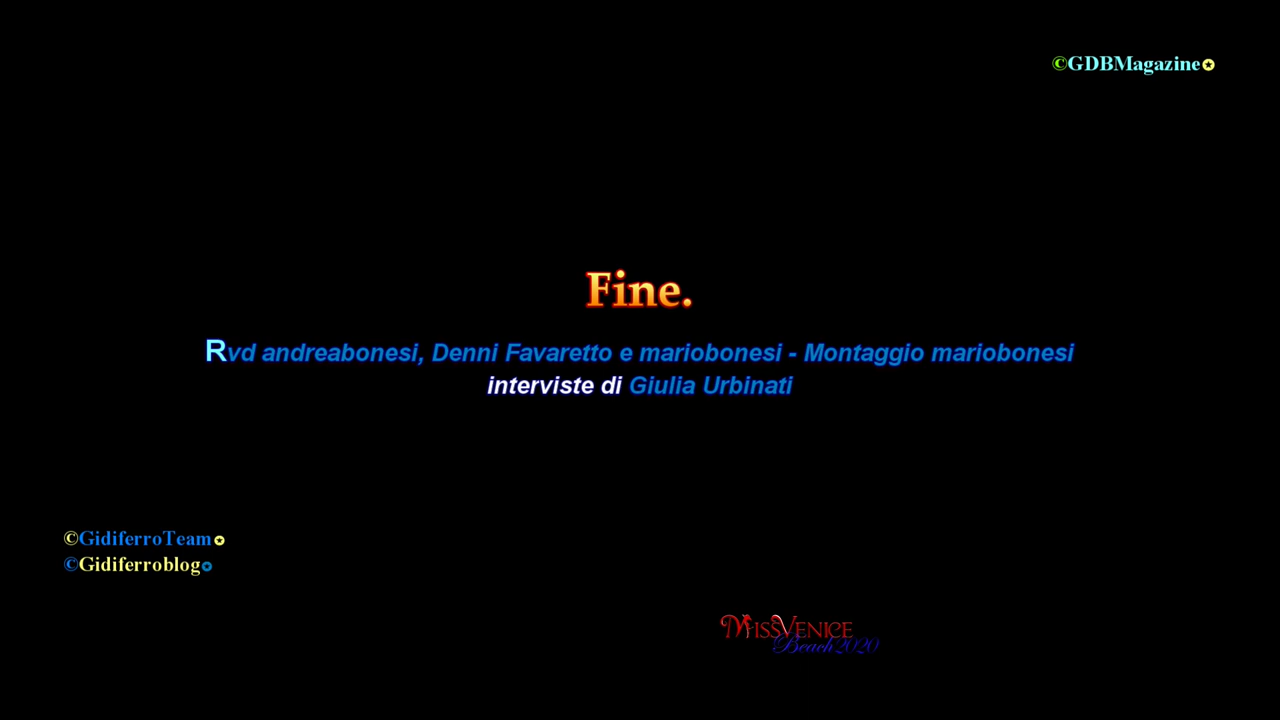 ©GDBMagazine✪
Fine.
Rvd andreabonesi, Denni Favaretto e mariobonesi - Montaggio mariobonesi
interviste di Giulia Urbinati
©GidiferroTeam✪
©Gidiferroblog✪
MISSVENICE
Beach2020